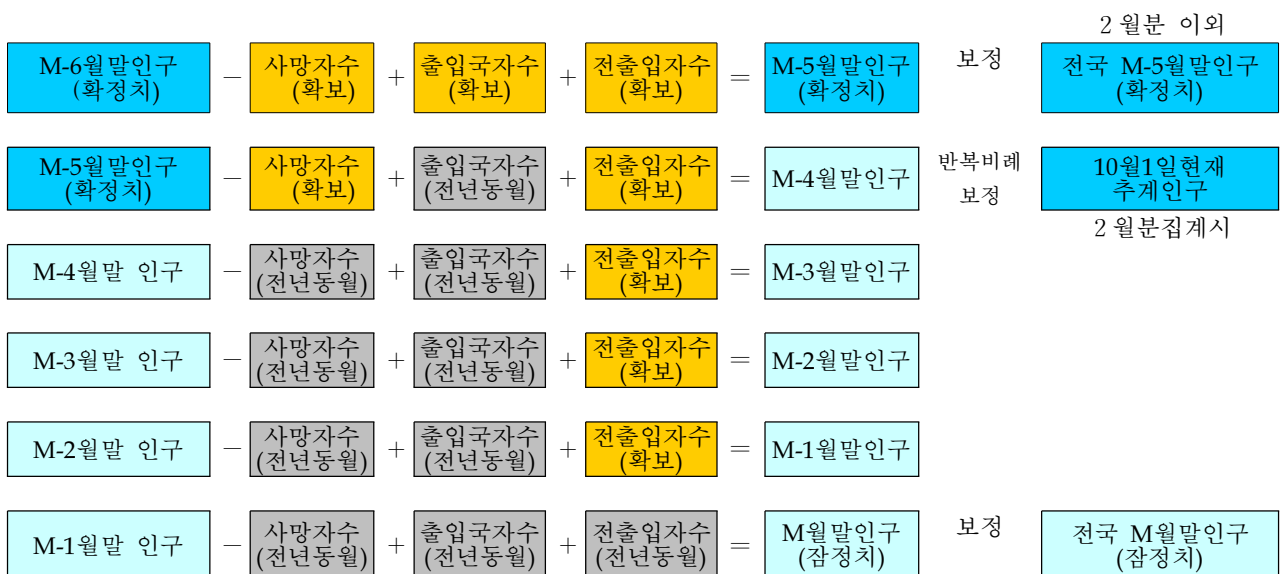 2월분 이외
M-6월말인구
(확정치)
−
사망자수
(확보)
+
출입국자수
(확보)
+
전출입자수
(확보)
=
M-5월말인구
(확정치)
보정
전국 M-5월말인구
(확정치)
M-5월말인구
(확정치)
−
사망자수
(확보)
+
출입국자수
(전년동월)
+
전출입자수
(확보)
=
M-4월말인구
반복비례
보정
10월1일현재
추계인구
2월분집계시
M-4월말 인구
−
사망자수
(전년동월)
+
출입국자수
(전년동월)
+
전출입자수
(확보)
=
M-3월말인구
M-3월말 인구
−
사망자수
(전년동월)
+
출입국자수
(전년동월)
+
전출입자수
(확보)
=
M-2월말인구
M-2월말 인구
−
사망자수
(전년동월)
+
출입국자수
(전년동월)
+
전출입자수
(확보)
=
M-1월말인구
M-1월말 인구
−
사망자수
(전년동월)
+
출입국자수
(전년동월)
+
전출입자수
(전년동월)
=
M월말인구
(잠정치)
보정
전국 M월말인구
(잠정치)